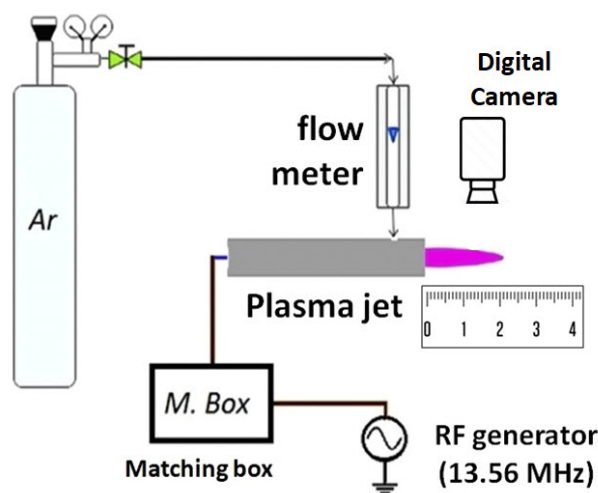 Digital
Camera
flow
meter
Ar
Plasma jet
0 1 2 3 4
M. Box
Matching box
RF generator
(13.56 MHz)